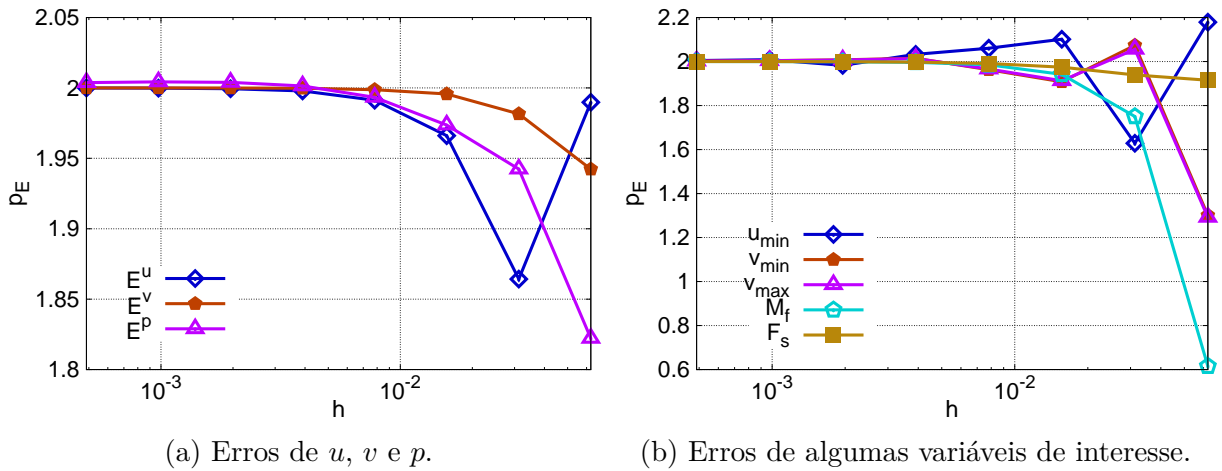 2.05
2
1.95
1.9
1.85
1.8
p_E
E^u
E^v
E^p
10^-3
10^-2
h
(a) Erros de u, v e p.
2.2
2
1.8
1.6
1.4
1.2
1
0.8
0.6
p_E
u_min
v_min
v_max
M_f
F_s
10^-3
10^-2
h
(b) Erros de algumas variáveis de interesse.